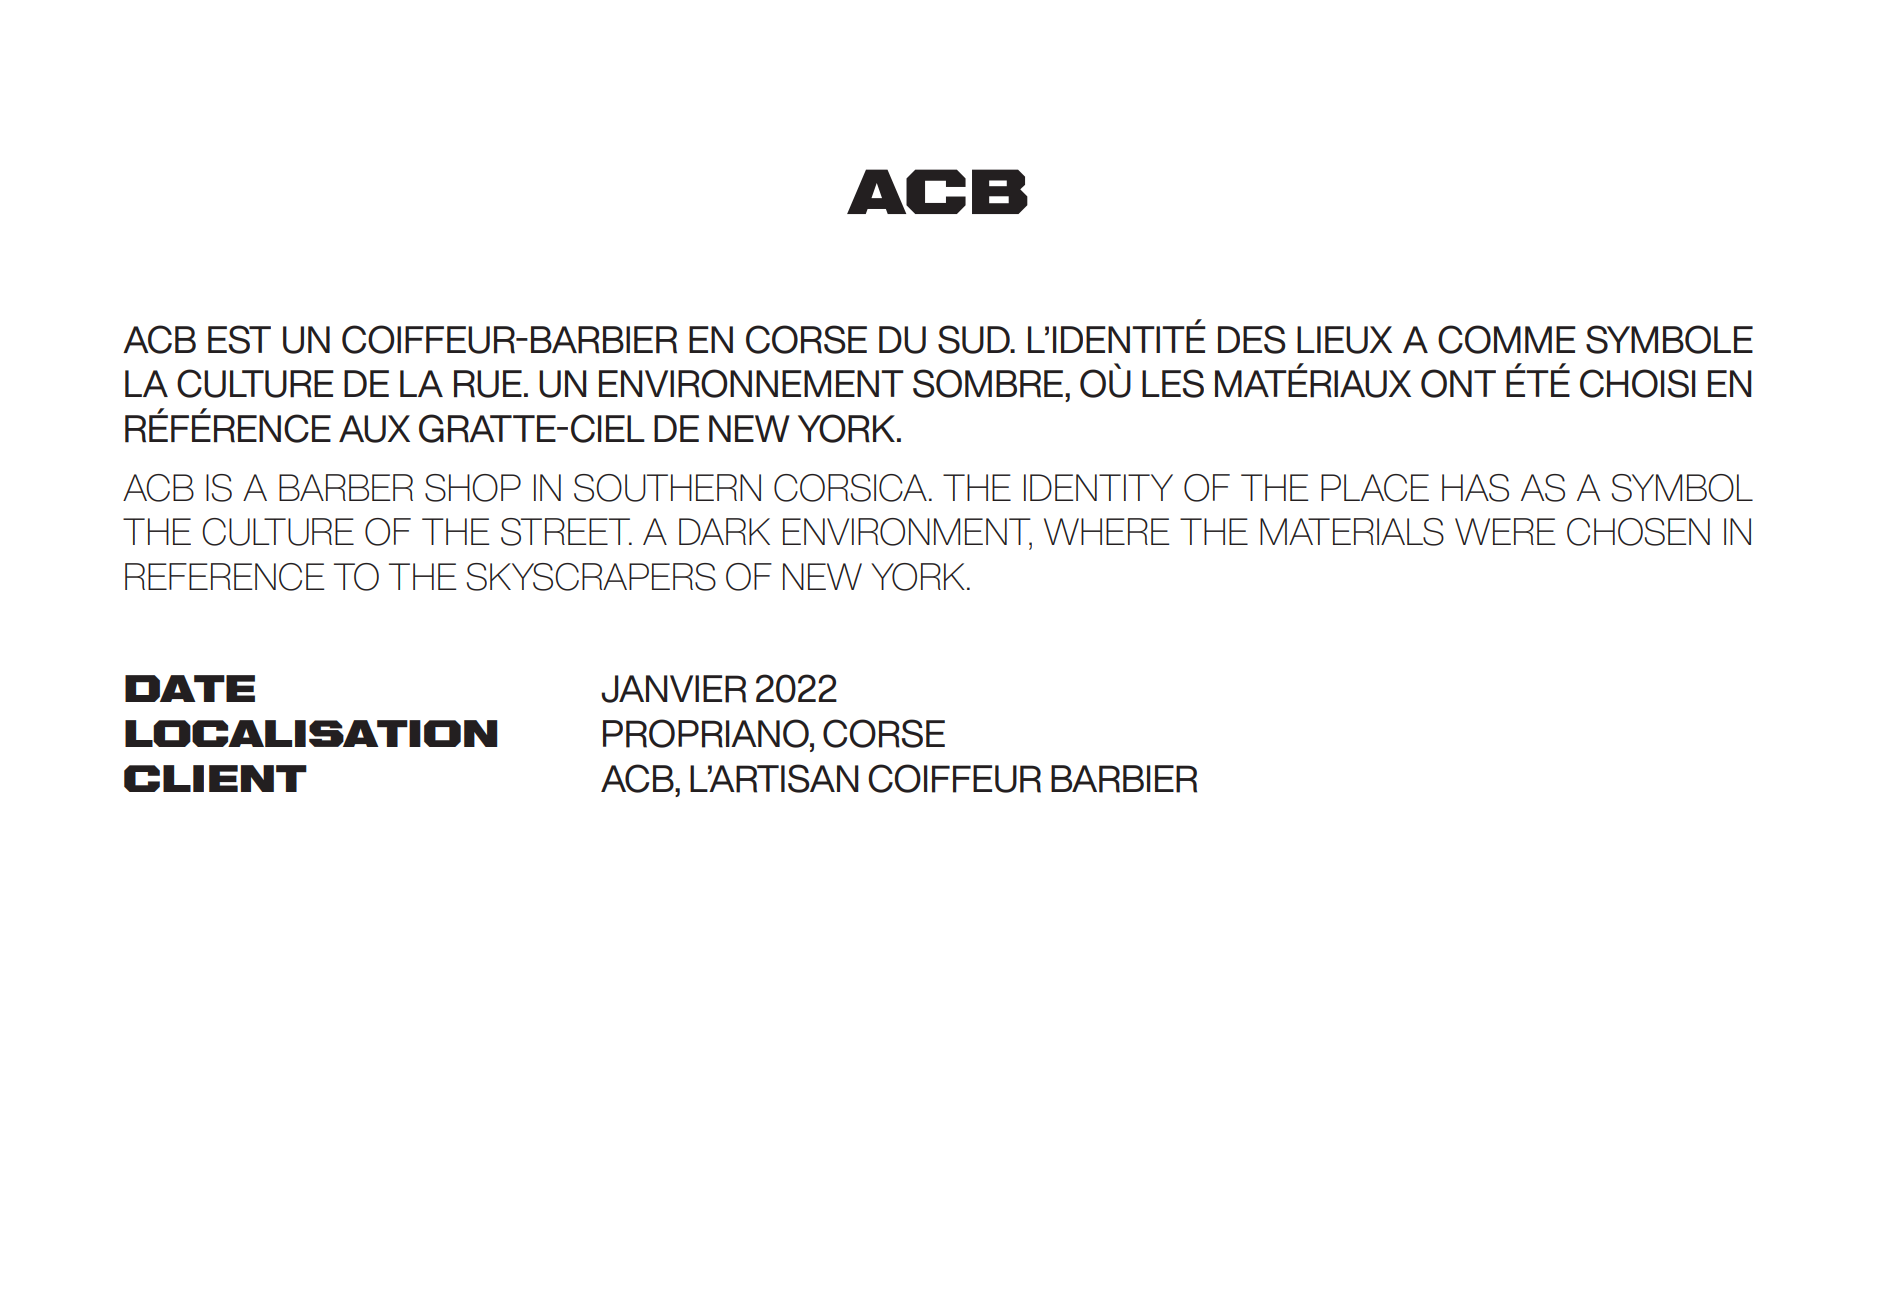 ACB
ACB EST UN COIFFEUR-BARBIER EN CORSE DU SUD. L’IDENTITÉ DES LIEUX A COMME SYMBOLE
LA CULTURE DE LA RUE. UN ENVIRONNEMENT SOMBRE, OÙ LES MATÉRIAUX ONT ÉTÉ CHOISI EN
RÉFÉRENCE AUX GRATTE-CIEL DE NEW YORK.
ACB IS A BARBER SHOP IN SOUTHERN CORSICA. THE IDENTITY OF THE PLACE HAS AS A SYMBOL
THE CULTURE OF THE STREET. A DARK ENVIRONMENT, WHERE THE MATERIALS WERE CHOSEN IN
REFERENCE TO THE SKYSCRAPERS OF NEW YORK.
DATE JANVIER 2022
LOCALISATION PROPRIANO, CORSE
CLIENT ACB, L’ARTISAN COIFFEUR BARBIER